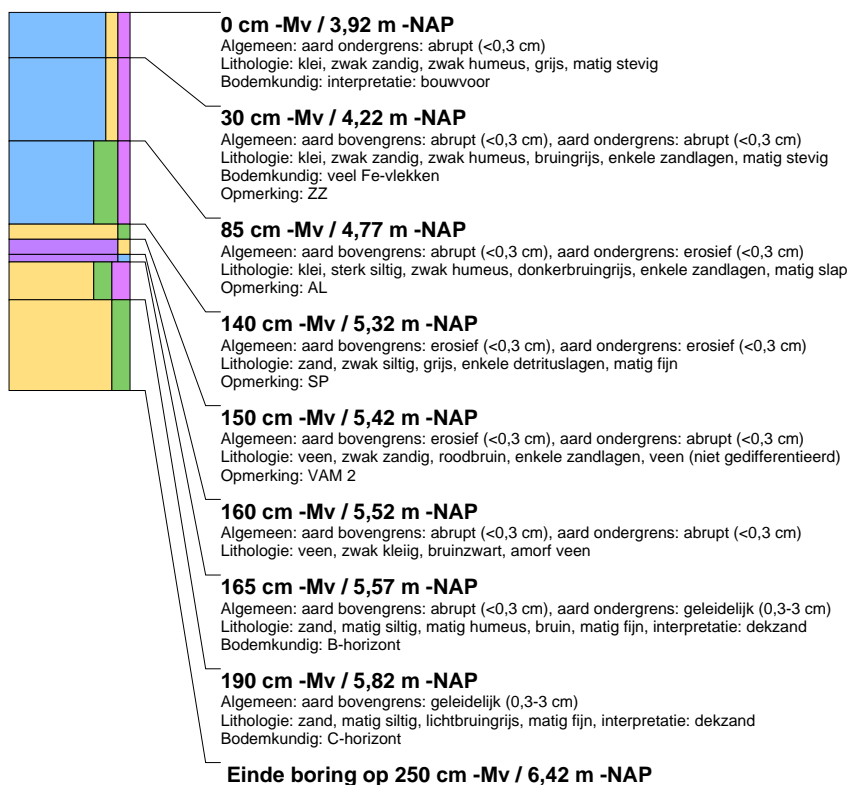 0 cm -Mv / 3,92 m -NAP
Algemeen: aard ondergrens: abrupt (<0,3 cm)
Lithologie: klei, zwak zandig, zwak humeus, grijs, matig stevig
Bodemkundig: interpretatie: bouwvoor
30 cm -Mv / 4,22 m -NAP
Algemeen: aard bovengrens: abrupt (<0,3 cm), aard ondergrens: abrupt (<0,3 cm)
Lithologie: klei, zwak zandig, zwak humeus, bruingrijs, enkele zandlagen, matig stevig
Bodemkundig: veel Fe-vlekken
Opmerking: ZZ
85 cm -Mv / 4,77 m -NAP
Algemeen: aard bovengrens: abrupt (<0,3 cm), aard ondergrens: erosief (<0,3 cm)
Lithologie: klei, sterk siltig, zwak humeus, donkerbruingrijs, enkele zandlagen, matig slap
Opmerking: AL
140 cm -Mv / 5,32 m -NAP
Algemeen: aard bovengrens: erosief (<0,3 cm), aard ondergrens: erosief (<0,3 cm)
Lithologie: zand, zwak siltig, grijs, enkele detrituslagen, matig fijn
Opmerking: SP
150 cm -Mv / 5,42 m -NAP
Algemeen: aard bovengrens: erosief (<0,3 cm), aard ondergrens: abrupt (<0,3 cm)
Lithologie: veen, zwak zandig, roodbruin, enkele zandlagen, veen (niet gedifferentieerd)
Opmerking: VAM 2
160 cm -Mv / 5,52 m -NAP
Algemeen: aard bovengrens: abrupt (<0,3 cm), aard ondergrens: abrupt (<0,3 cm)
Lithologie: veen, zwak kleiig, bruinzwart, amorf veen
165 cm -Mv / 5,57 m -NAP
Algemeen: aard bovengrens: abrupt (<0,3 cm), aard ondergrens: geleidelijk (0,3-3 cm)
Lithologie: zand, matig siltig, matig humeus, bruin, matig fijn, interpretatie: dekzand
Bodemkundig: B-horizont
190 cm -Mv / 5,82 m -NAP
Algemeen: aard bovengrens: geleidelijk (0,3-3 cm)
Lithologie: zand, matig siltig, lichtbruingrijs, matig fijn, interpretatie: dekzand
Bodemkundig: C-horizont
Einde boring op 250 cm -Mv / 6,42 m -NAP